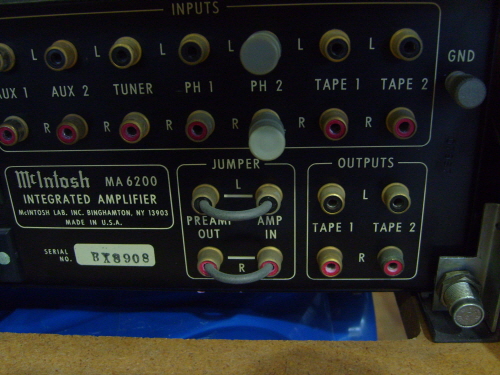 INPUTS
L L L L L L L
AUX 1 AUX 2 TUNER PH 1 PH 2 TAPE 1 TAPE 2 GND
R R R R R R R
McIntosh MA 6200
INTEGRATED AMPLIFIER
McINTOSH LAB, INC. BINGHAMTON, NY, 13903
MADE IN U.S.A.
SERIAL NO. BX8908
JUMPER
L
PREAMP OUT AMP IN
R
OUTPUTS
L
TAPE 1 TAPE 2
R